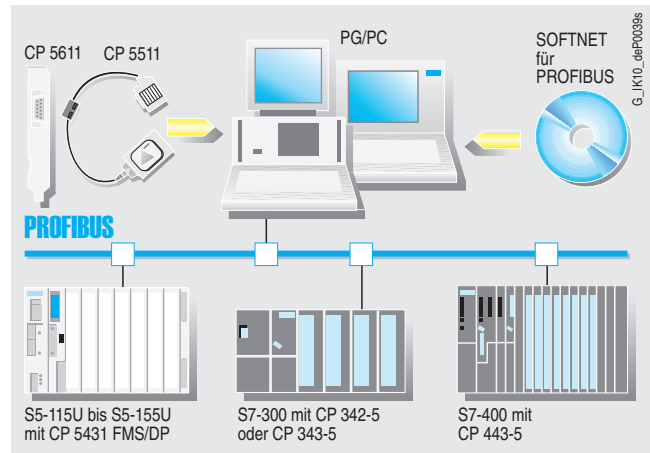 CP 5611
CP 5511
PG/PC
SOFTNET
für
PROFIBUS
G_IK10_deP0039s
PROFIBUS
S5-115U bis S5-155U
mit CP 5431 FMS/DP
S7-300 mit CP 342-5
oder CP 343-5
S7-400 mit
CP 443-5